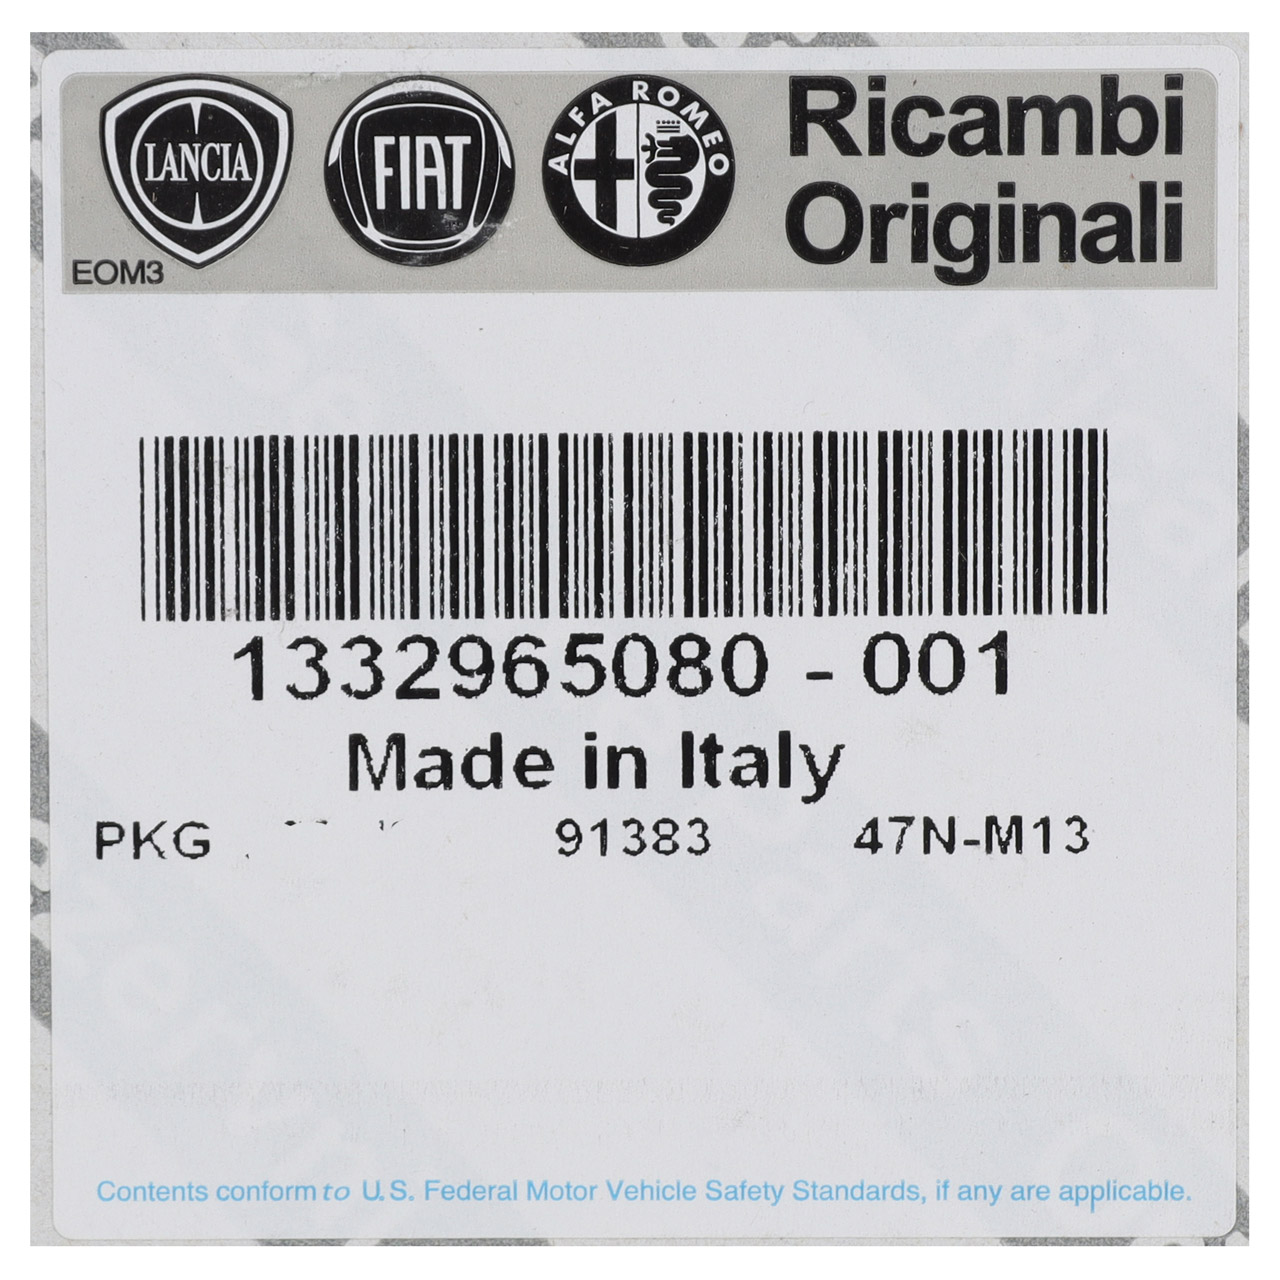 LANCIA
FIAT
ALFA ROMEO
Ricambi
Originali
EOM3
1332965080 - 001
Made in Italy
PKG 91383 47N-M13
Contents conform to U.S. Federal Motor Vehicle Safety Standards, if any are applicable.